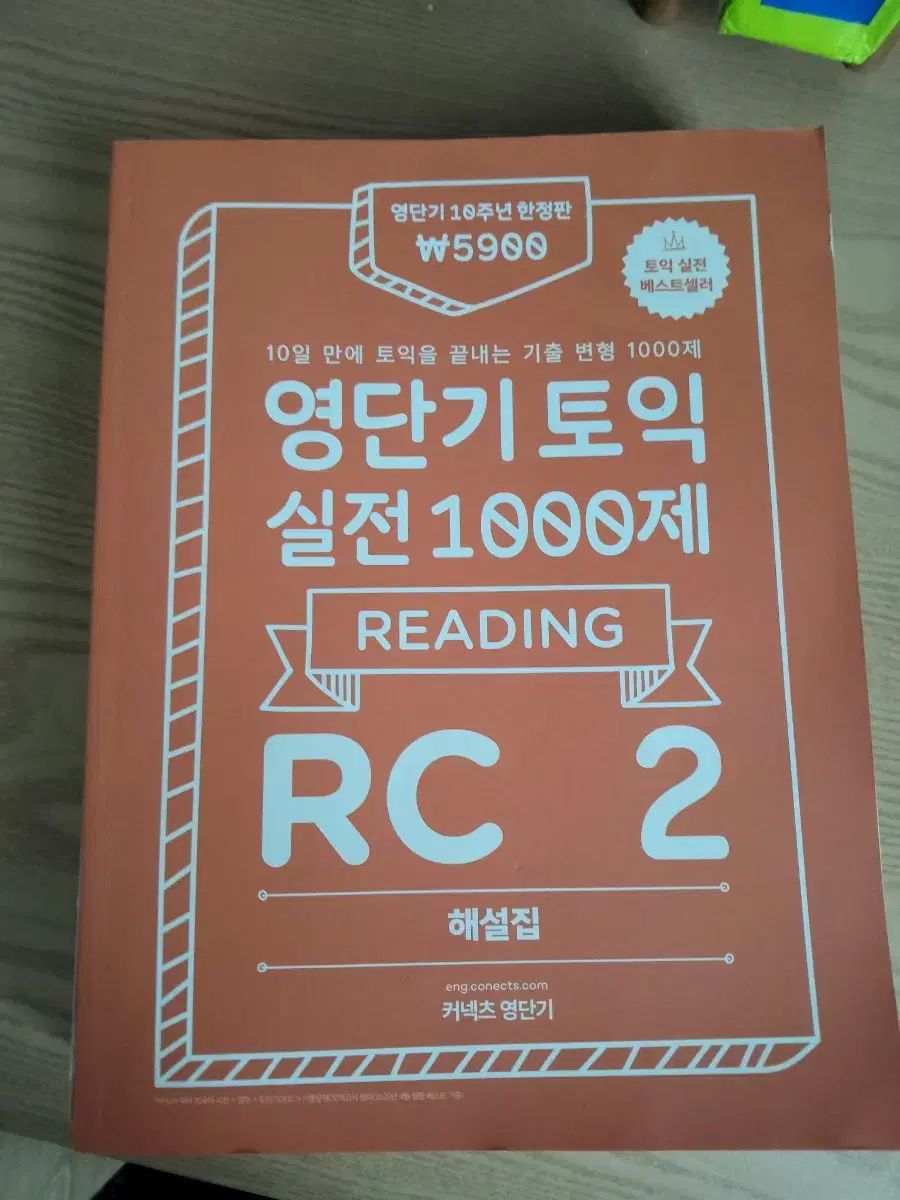 영단기 10주년 한정판
₩5900
토익 실전
베스트셀러
10일 만에 토익을 끝내는 기출 변형 1000제
영단기 토익
실전 1000제
READING
RC 2
해설집
eng.conects.com
커넥츠 영단기